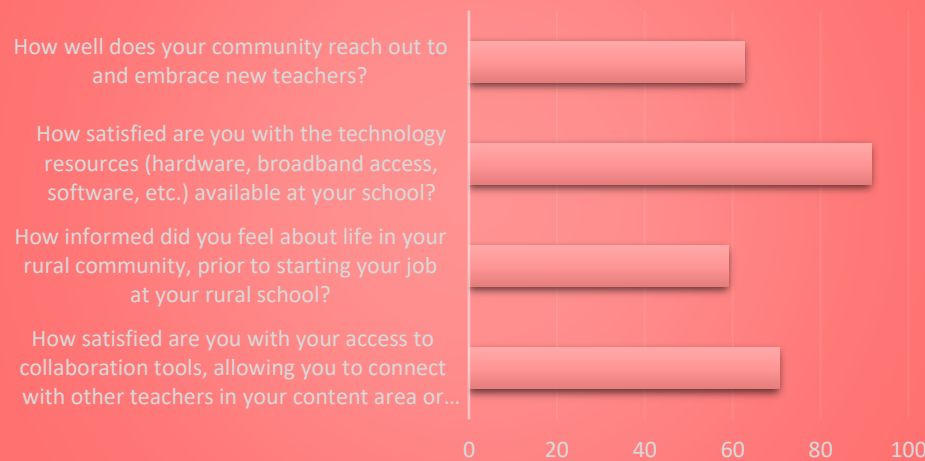 How well does your community reach out to
and embrace new teachers?
How satisfied are you with the technology
resources (hardware, broadband access,
software, etc.) available at your school?
How informed did you feel about life in your
rural community, prior to starting your job
at your rural school?
How satisfied are you with your access to
collaboration tools, allowing you to connect
with other teachers in your content area or…
0 20 40 60 80 100